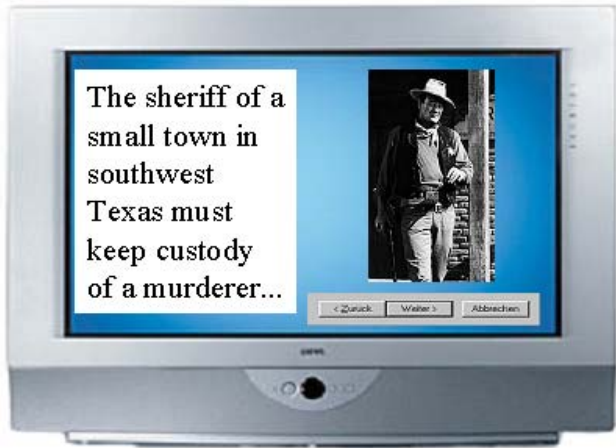 The sheriff of a
small town in
southwest
Texas must
keep custody
of a murderer...
< Zurück
Weiter >
Abbrechen